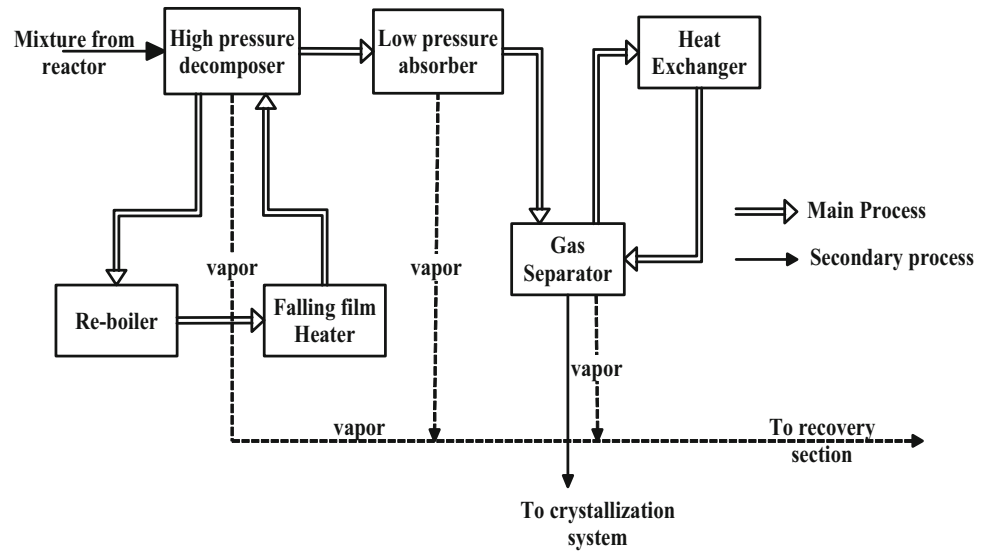 Mixture from
reactor
High pressure
decomposer
Low pressure
absorber
Heat
Exchanger
Main Process
Secondary process
Gas
Separator
vapor
vapor
Re-boiler
Falling film
Heater
vapor
vapor
To recovery
section
To crystallization
system